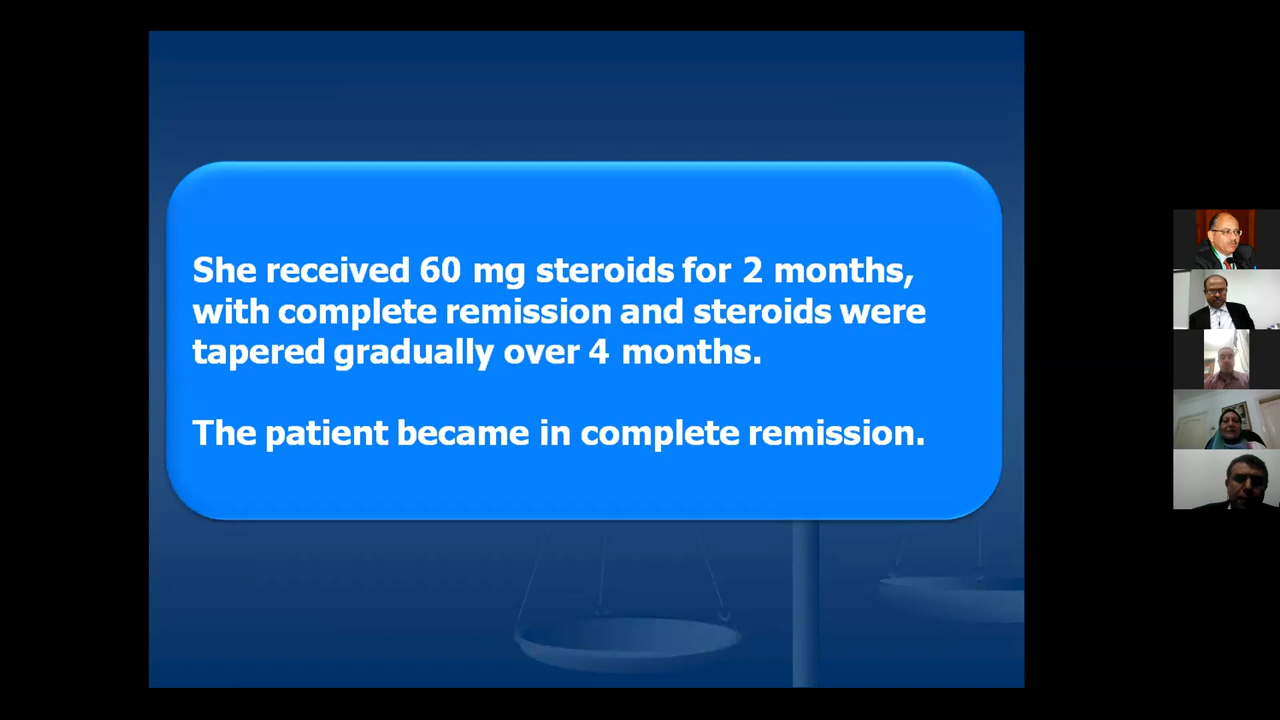 She received 60 mg steroids for 2 months,
with complete remission and steroids were
tapered gradually over 4 months.
The patient became in complete remission.